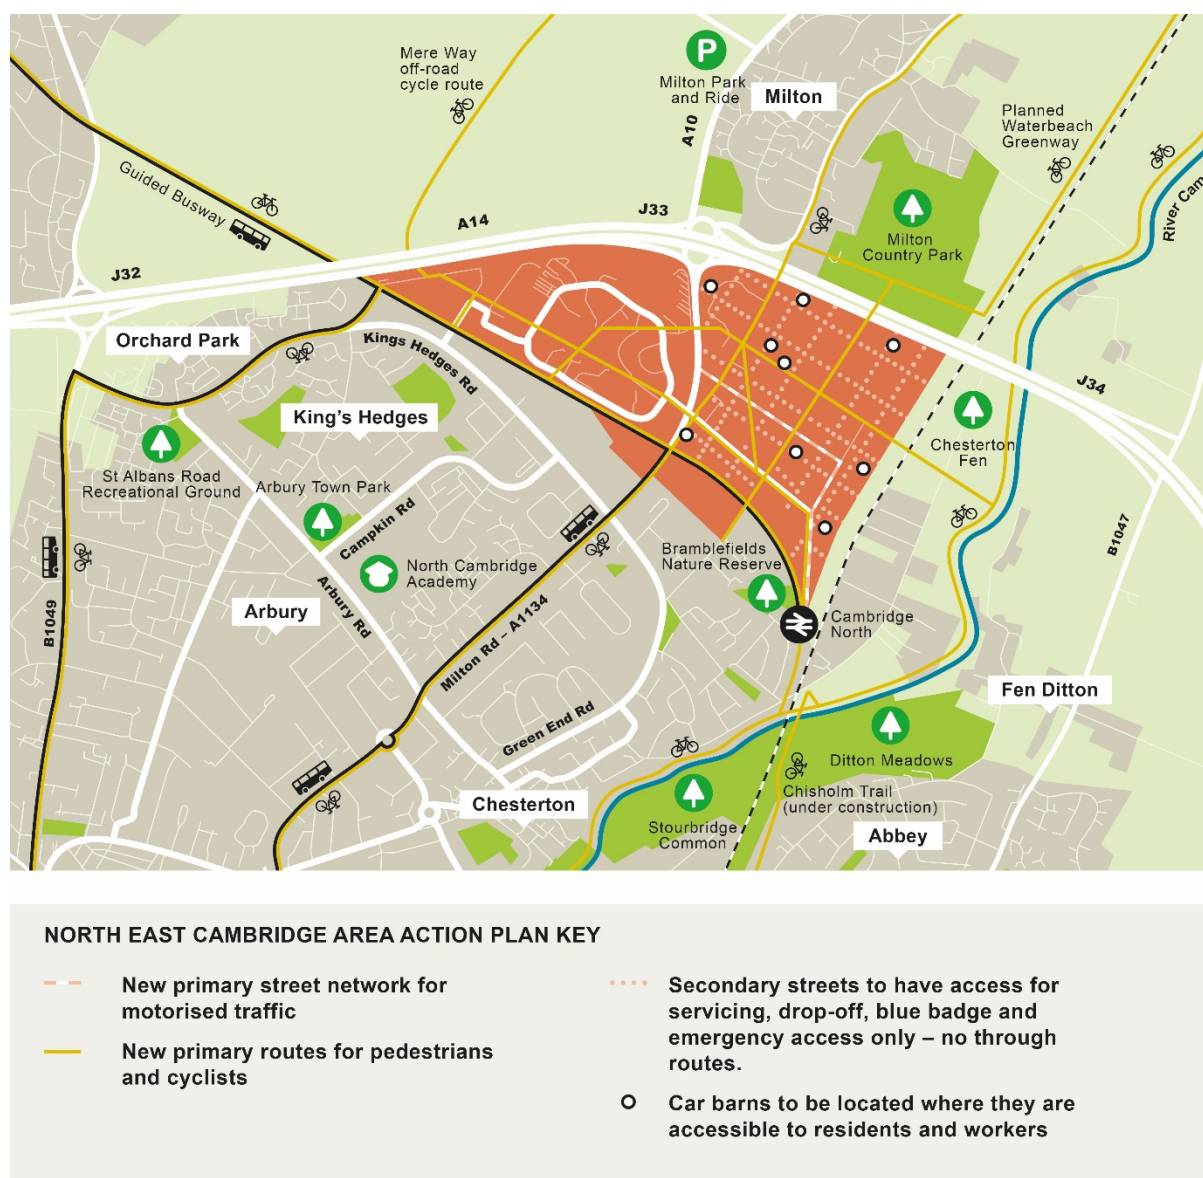 Mere Way
off-road
cycle route
P
Milton Park
and Ride
Milton
A10
Planned
Waterbeach
Greenway
River Cam
Guided Busway
A14
J33
J32
Milton
Country Park
Orchard Park
Kings Hedges Rd
J34
King's Hedges
Chesterton
Fen
St Albans Road
Recreational Ground
Arbury Town Park
Campkin Rd
B1047
Bramblefields
Nature Reserve
North Cambridge
Academy
B1049
Arbury
Arbury Rd
Milton Rd – A1134
Cambridge
North
Fen Ditton
Green End Rd
Ditton Meadows
Chesterton
Chisholm Trail
(under construction)
Stourbridge
Common
Abbey
NORTH EAST CAMBRIDGE AREA ACTION PLAN KEY
New primary street network for
motorised traffic
New primary routes for pedestrians
and cyclists
Secondary streets to have access for
servicing, drop-off, blue badge and
emergency access only – no through
routes.
Car barns to be located where they are
accessible to residents and workers